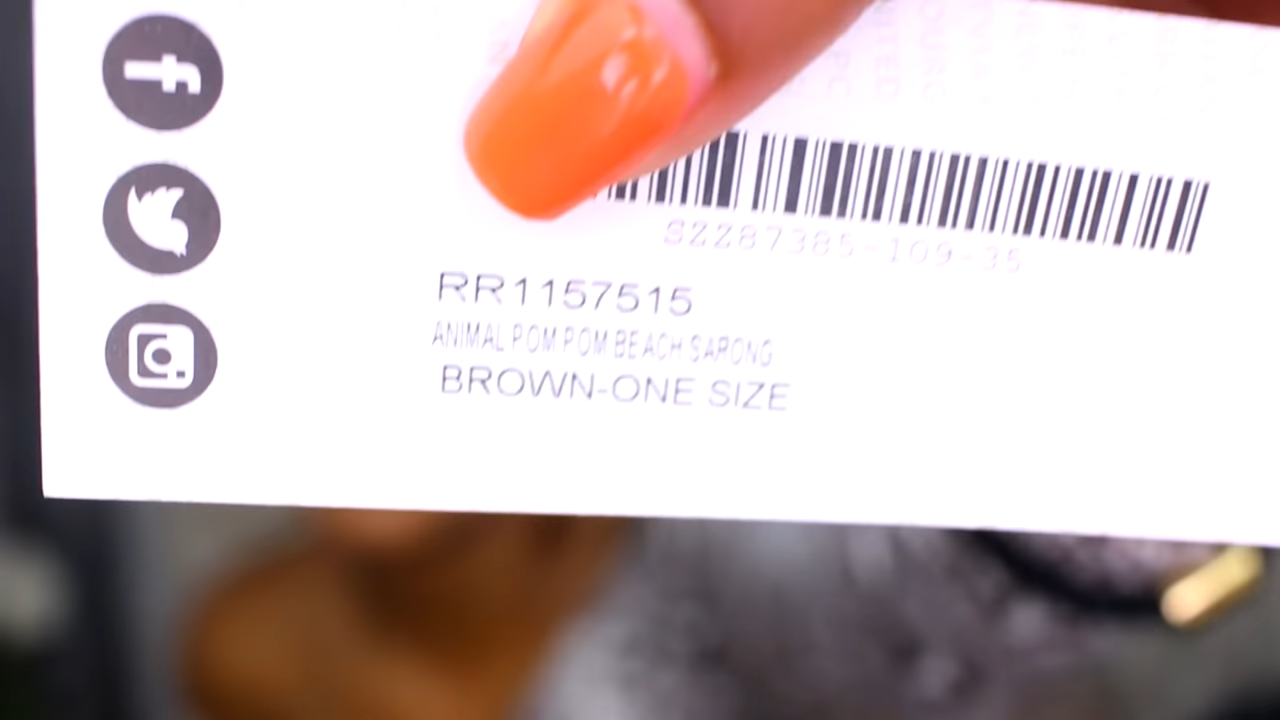 SZZ87385-109-35
RR1157515
ANIMAL POM POM BEACH SARONG
BROWN-ONE SIZE